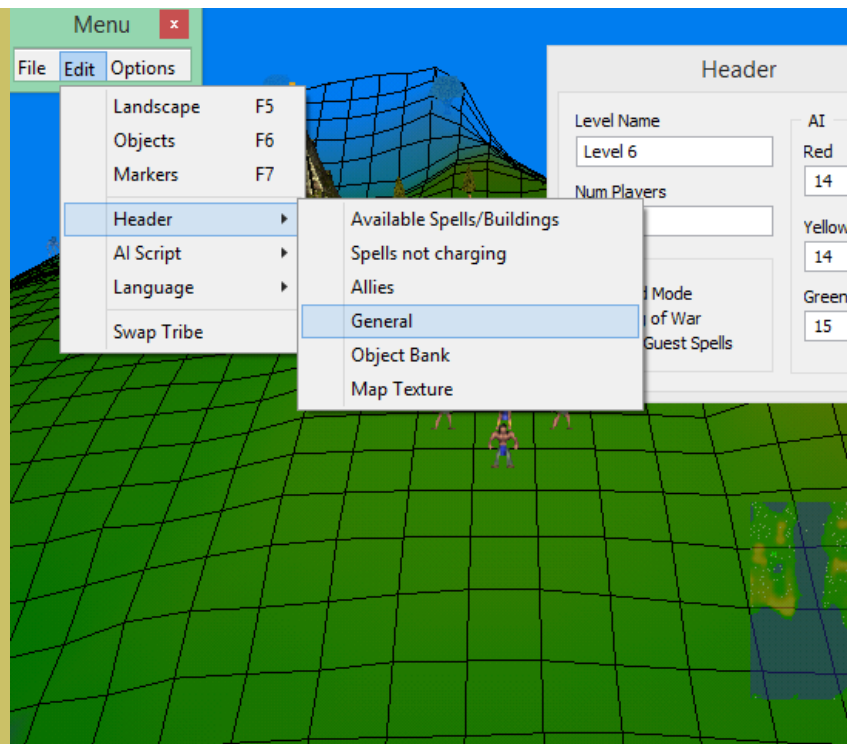 Menu
x
File Edit Options
Landscape F5
Objects F6
Markers F7
Header
AI Script
Language
Swap Tribe
Available Spells/Buildings
Spells not charging
Allies
General
Object Bank
Map Texture
Header
Level Name
Level 6
Num Players
Mode
of War
Guest Spells
AI
Red
14
Yellow
14
Green
15